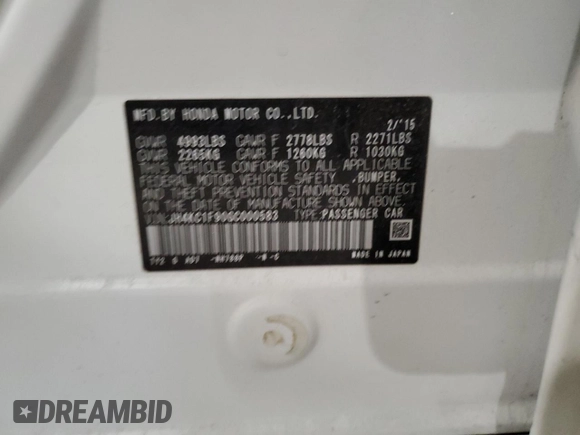 MFD.BY HONDA MOTOR CO.,LTD. 2/'15
GVWR 4993LBS GAWR F 2778LBS R 2271LBS
GVWR 2265KG GAWR F 1260KG R 1030KG
THIS VEHICLE CONFORMS TO ALL APPLICABLE
FEDERAL MOTOR VEHICLE SAFETY, BUMPER,
AND THEFT PREVENTION STANDARDS IN EFFECT
ON THE DATE OF MANUFACTURE SHOWN ABOVE.
TYPE:PASSENGER CAR
MADE IN JAPAN
DREAMBID